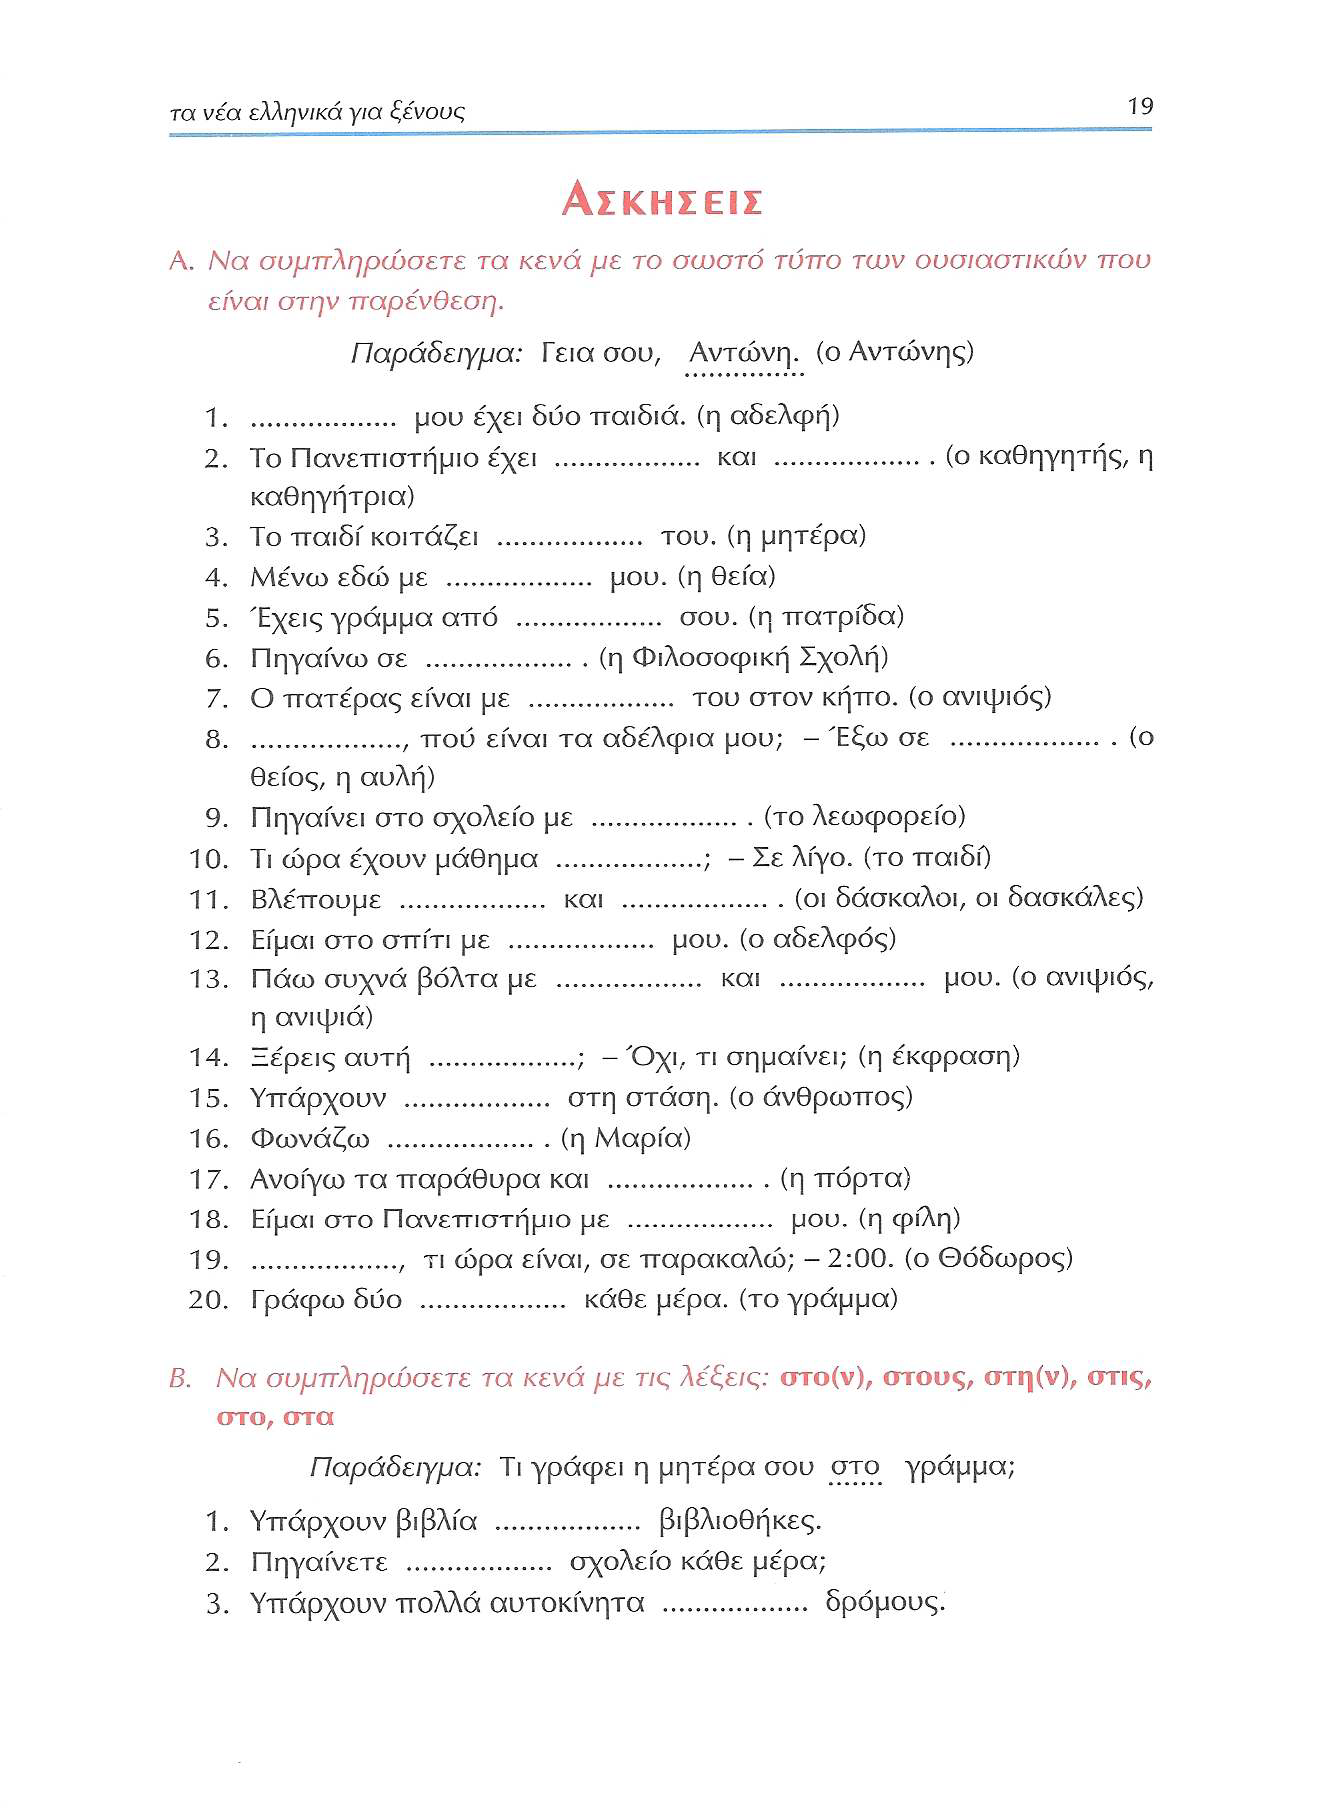 τα νέα ελληνικά για ξένους 19
ΑΣΚΗΣΕΙΣ
Α. Να συμπληρώσετε τα κενά με το σωστό τύπο των ουσιαστικών που
είναι στην παρένθεση.
Παράδειγμα: Γεια σου, Αντώνη. (ο Αντώνης)
1. .................. μου έχει δύο παιδιά. (η αδελφή)
2. Το Πανεπιστήμιο έχει .................. και .................. . (ο καθηγητής, η
καθηγήτρια)
3. Το παιδί κοιτάζει .................. του. (η μητέρα)
4. Μένω εδώ με .................. μου. (η θεία)
5. Έχεις γράμμα από .................. σου. (η πατρίδα)
6. Πηγαίνω σε .................. . (η Φιλοσοφική Σχολή)
7. Ο πατέρας είναι με .................. του στον κήπο. (ο ανιψιός)
8. .................., πού είναι τα αδέλφια μου; – Έξω σε .................. . (ο
θείος, η αυλή)
9. Πηγαίνει στο σχολείο με .................. . (το λεωφορείο)
10. Τι ώρα έχουν μάθημα ..................; – Σε λίγο. (το παιδί)
11. Βλέπουμε .................. και .................. . (οι δάσκαλοι, οι δασκάλες)
12. Είμαι στο σπίτι με .................. μου. (ο αδελφός)
13. Πάω συχνά βόλτα με .................. και .................. μου. (ο ανιψιός,
η ανιψιά)
14. Ξέρεις αυτή ..................; – Όχι, τι σημαίνει; (η έκφραση)
15. Υπάρχουν .................. στη στάση. (ο άνθρωπος)
16. Φωνάζω .................. . (η Μαρία)
17. Ανοίγω τα παράθυρα και .................. . (η πόρτα)
18. Είμαι στο Πανεπιστήμιο με .................. μου. (η φίλη)
19. .................., τι ώρα είναι, σε παρακαλώ; – 2:00. (ο Θόδωρος)
20. Γράφω δύο .................. κάθε μέρα. (το γράμμα)
Β. Να συμπληρώσετε τα κενά με τις λέξεις: στο(ν), στους, στη(ν), στις,
στο, στα
Παράδειγμα: Τι γράφει η μητέρα σου στο γράμμα;
1. Υπάρχουν βιβλία .................. βιβλιοθήκες.
2. Πηγαίνετε .................. σχολείο κάθε μέρα;
3. Υπάρχουν πολλά αυτοκίνητα .................. δρόμους.